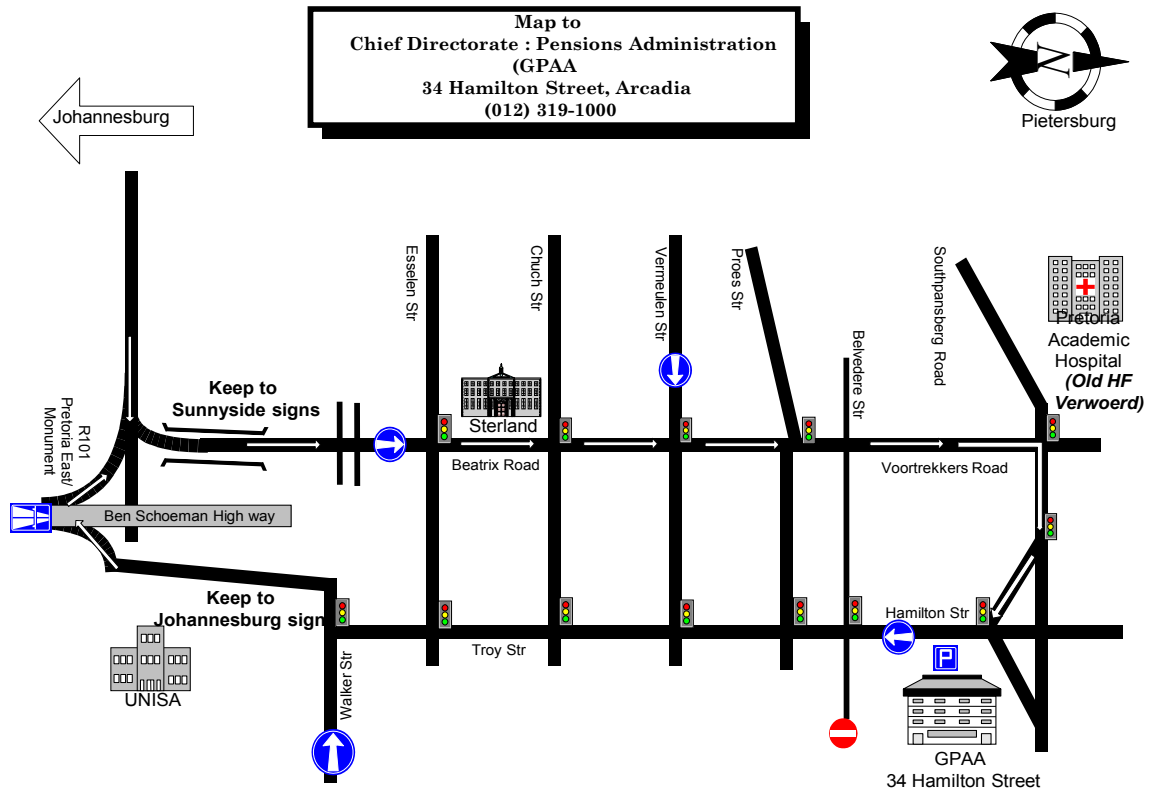 Map to
Chief Directorate : Pensions Administration
(GPAA
34 Hamilton Street, Arcadia
(012) 319-1000
N
Pietersburg
Johannesburg
Esselen Str
Chuch Str
Vermeulen Str
Proes Str
Belvedere Str
Southpansberg Road
Pretoria
Academic
Hospital
(Old HF
Verwoerd)
Keep to
Sunnyside signs
R101
Pretoria East/
Monument
Sterland
Beatrix Road
Voortrekkers Road
Ben Schoeman High way
Keep to
Johannesburg sign
Hamilton Str
Troy Str
Walker Str
UNISA
P
GPAA
34 Hamilton Street